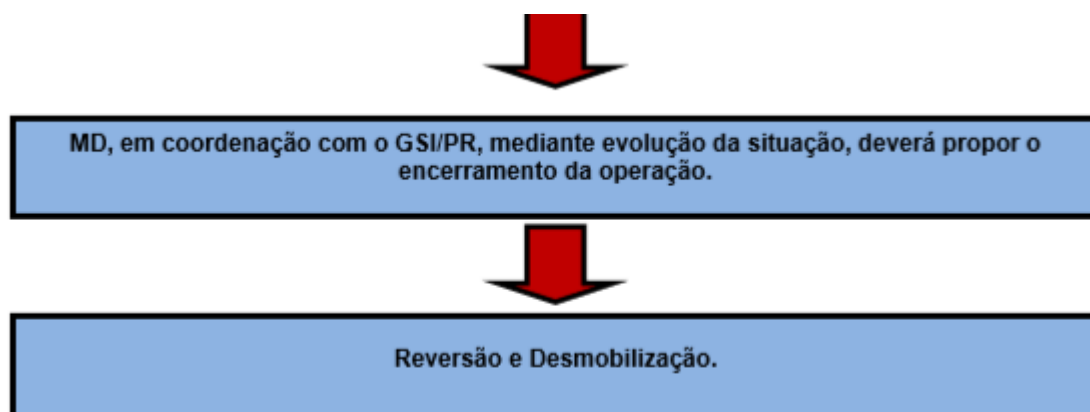 MD, em coordenação com o GSI/PR, mediante evolução da situação, deverá propor o
encerramento da operação.
Reversão e Desmobilização.